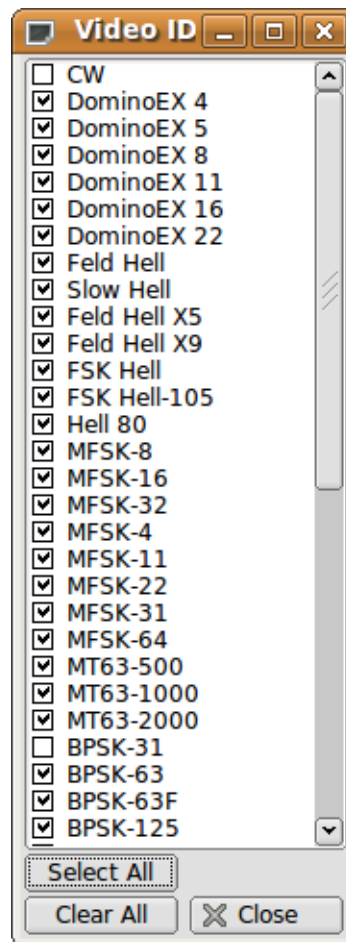 Video ID
CW
DominoEX 4
DominoEX 5
DominoEX 8
DominoEX 11
DominoEX 16
DominoEX 22
Feld Hell
Slow Hell
Feld Hell X5
Feld Hell X9
FSK Hell
FSK Hell-105
Hell 80
MFSK-8
MFSK-16
MFSK-32
MFSK-4
MFSK-11
MFSK-22
MFSK-31
MFSK-64
MT63-500
MT63-1000
MT63-2000
BPSK-31
BPSK-63
BPSK-63F
BPSK-125
Select All
Clear All Close